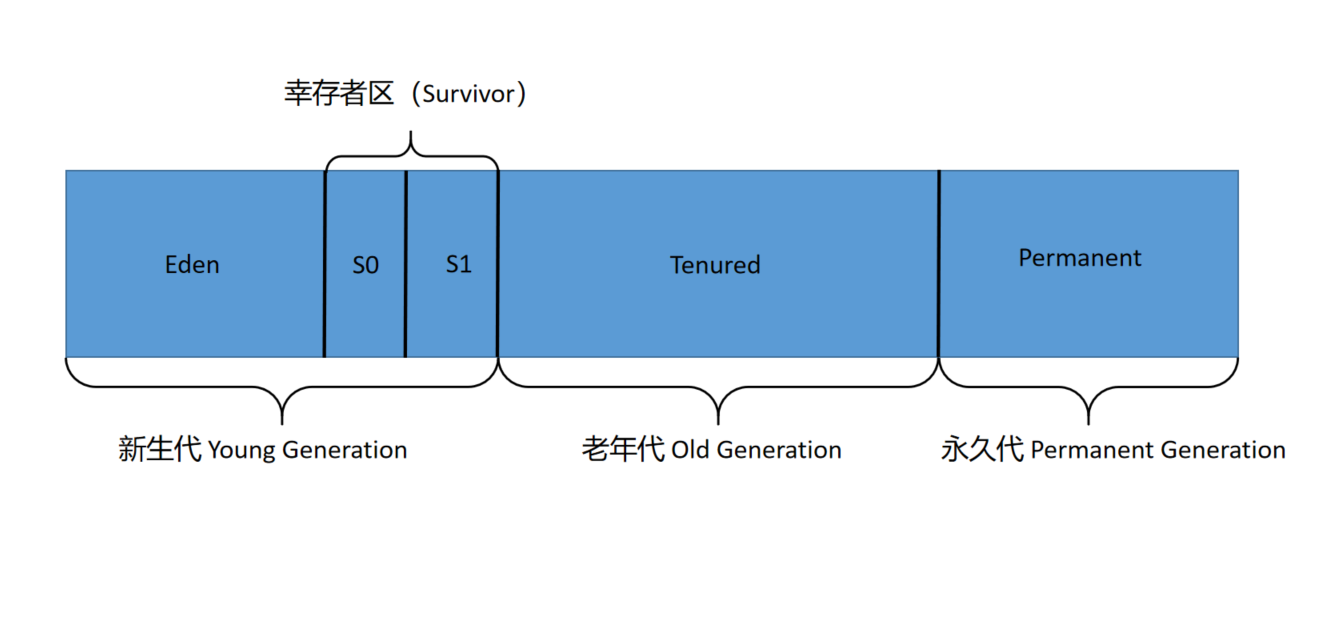 幸存者区（Survivor）
Eden
S0
S1
Tenured
Permanent
新生代 Young Generation
老年代 Old Generation
永久代 Permanent Generation